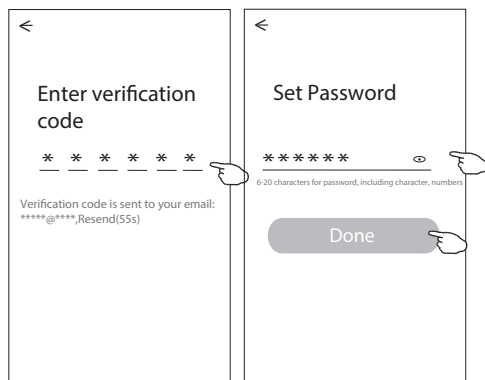 Enter verification
code
* * * * * *
Verification code is sent to your email:
*****@****,Resend(55s)
Set Password
******
6-20 characters for password, including character, numbers
Done